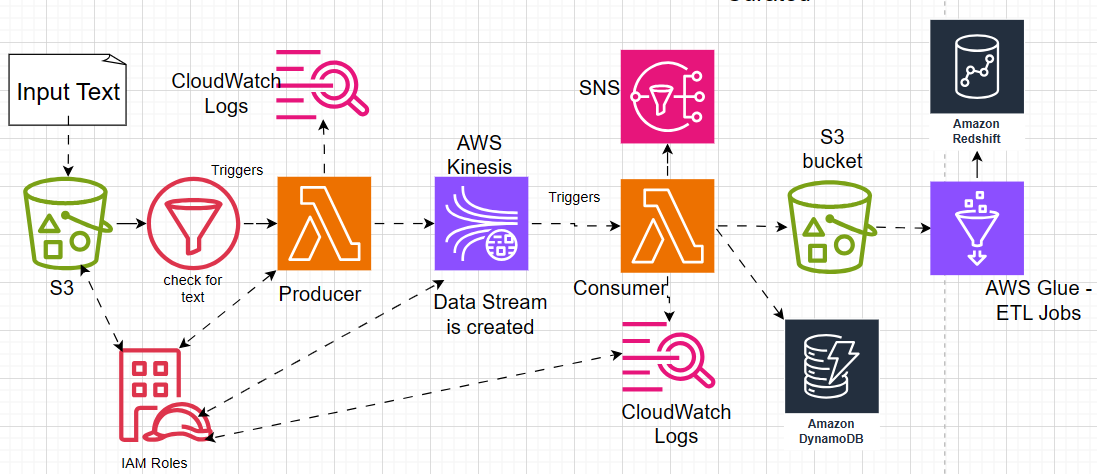 Input Text
CloudWatch
Logs
Triggers
S3
check for
text
Producer
AWS
Kinesis
Data Stream
is created
Triggers
SNS
Consumer
CloudWatch
Logs
S3
bucket
Amazon
Redshift
AWS Glue -
ETL Jobs
Amazon
DynamoDB
IAM Roles